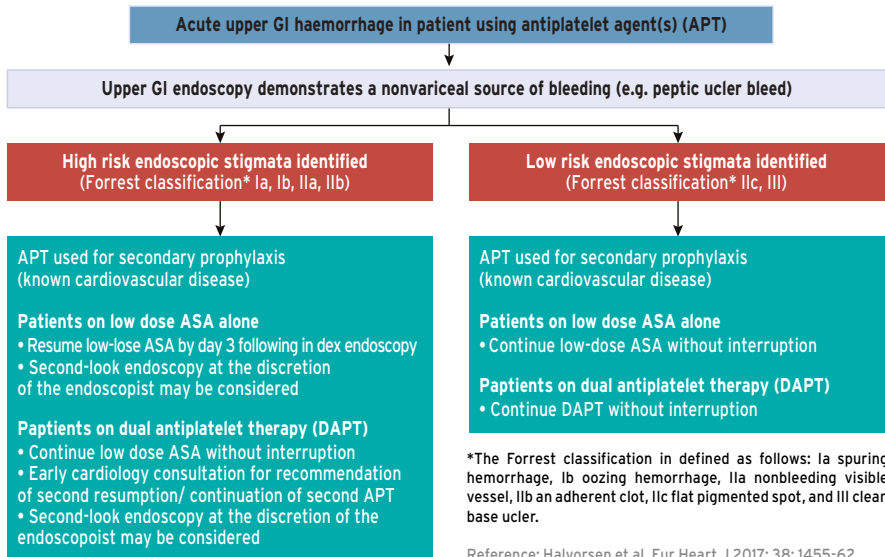 Acute upper GI haemorrhage in patient using antiplatelet agent(s) (APT)
Upper GI endoscopy demonstrates a nonvariceal source of bleeding (e.g. peptic ucler bleed)
High risk endoscopic stigmata identified
(Forrest classification* Ia, Ib, IIa, IIb)
APT used for secondary prophylaxis
(known cardiovascular disease)
Patients on low dose ASA alone
• Resume low-lose ASA by day 3 following in dex endoscopy
• Second-look endoscopy at the discretion
of the endoscopist may be considered
Paptients on dual antiplatelet therapy (DAPT)
• Continue low dose ASA without interruption
• Early cardiology consultation for recommendation
of second resumption/ continuation of second APT
• Second-look endoscopy at the discretion of the
endoscopoist may be considered
Low risk endoscopic stigmata identified
(Forrest classification* IIc, III)
APT used for secondary prophylaxis
(known cardiovascular disease)
Patients on low dose ASA alone
• Continue low-dose ASA without interruption
Paptients on dual antiplatelet therapy (DAPT)
• Continue DAPT without interruption
*The Forrest classification in defined as follows: Ia spuring
hemorrhage, Ib oozing hemorrhage, IIa nonbleeding visible
vessel, IIb an adherent clot, IIc flat pigmented spot, and III clean
base ucler.
Reference: Halvorsen et al. Eur Heart J 2017; 38: 1455-62